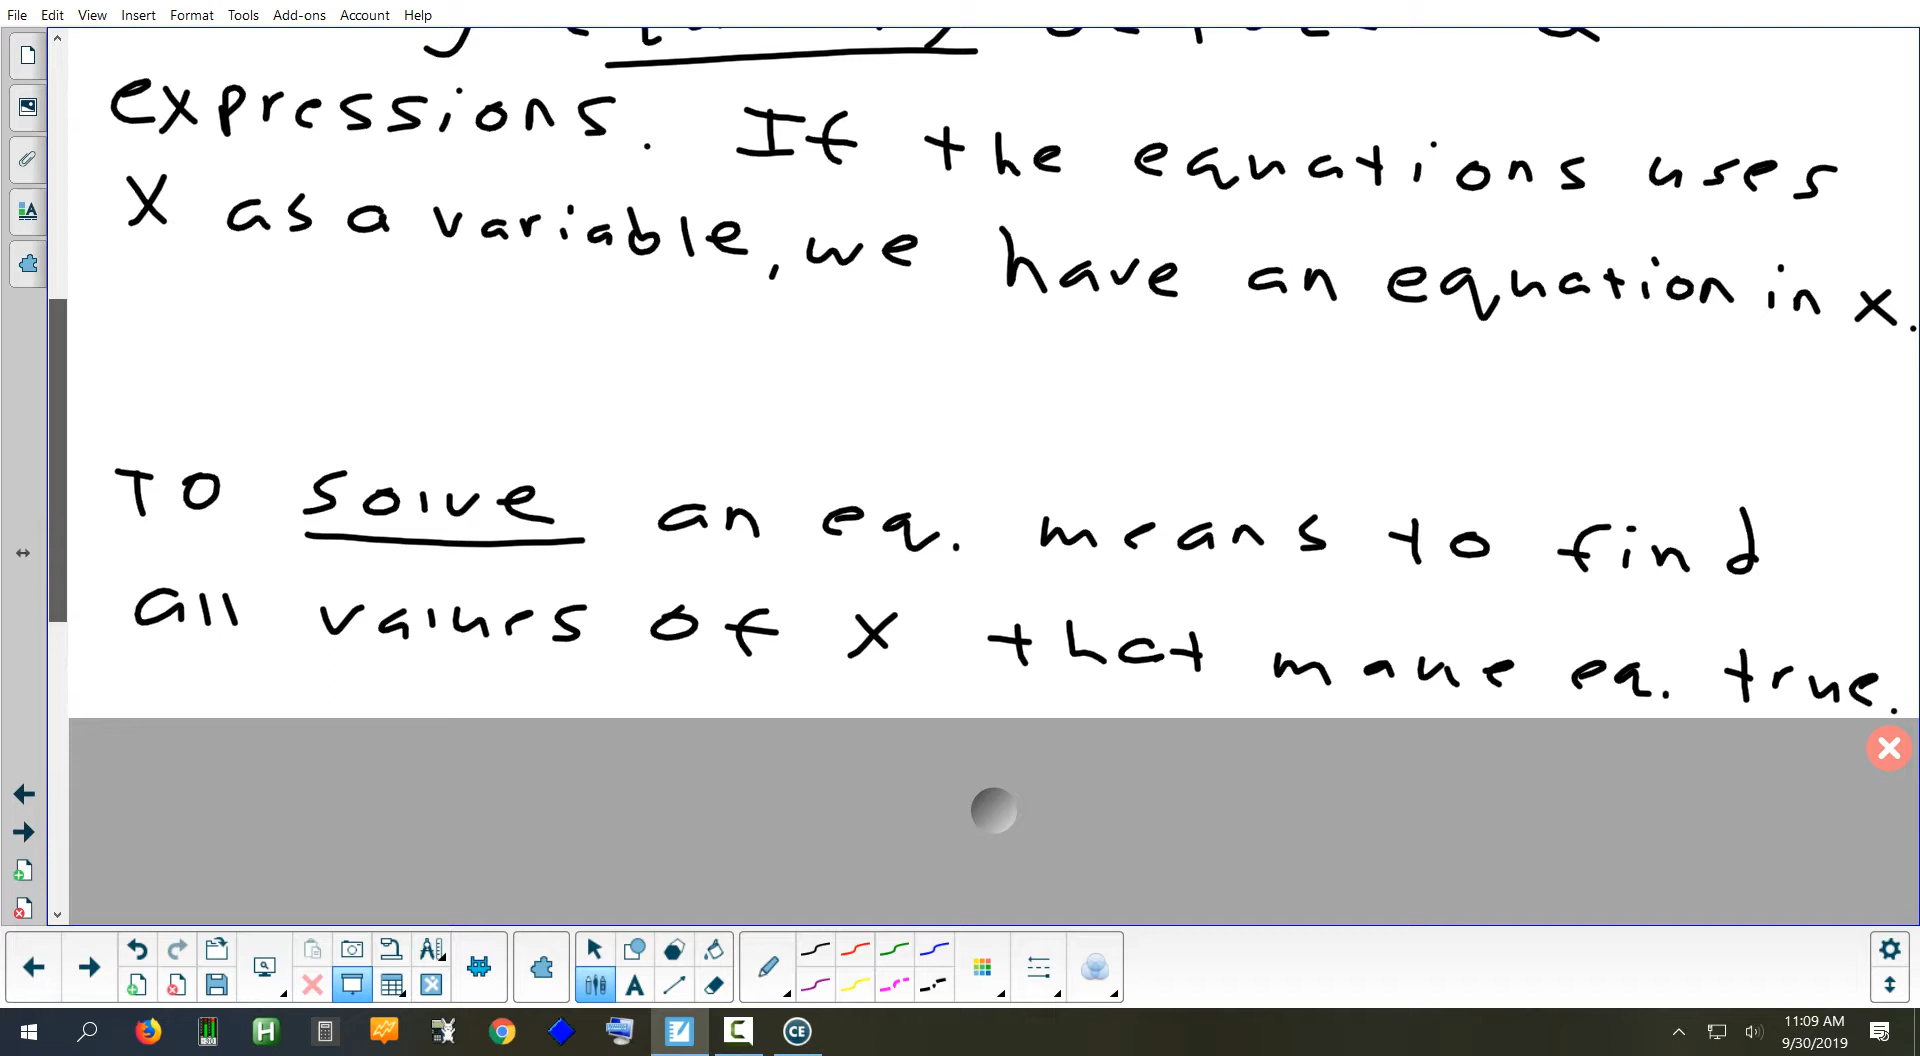 File Edit View Insert Format Tools Add-ons Account Help
expressions. If the equations uses
x as a variable, we have an equation in x.
To solve an eq. means to find
all values of x that make eq. true.
11:09 AM
9/30/2019